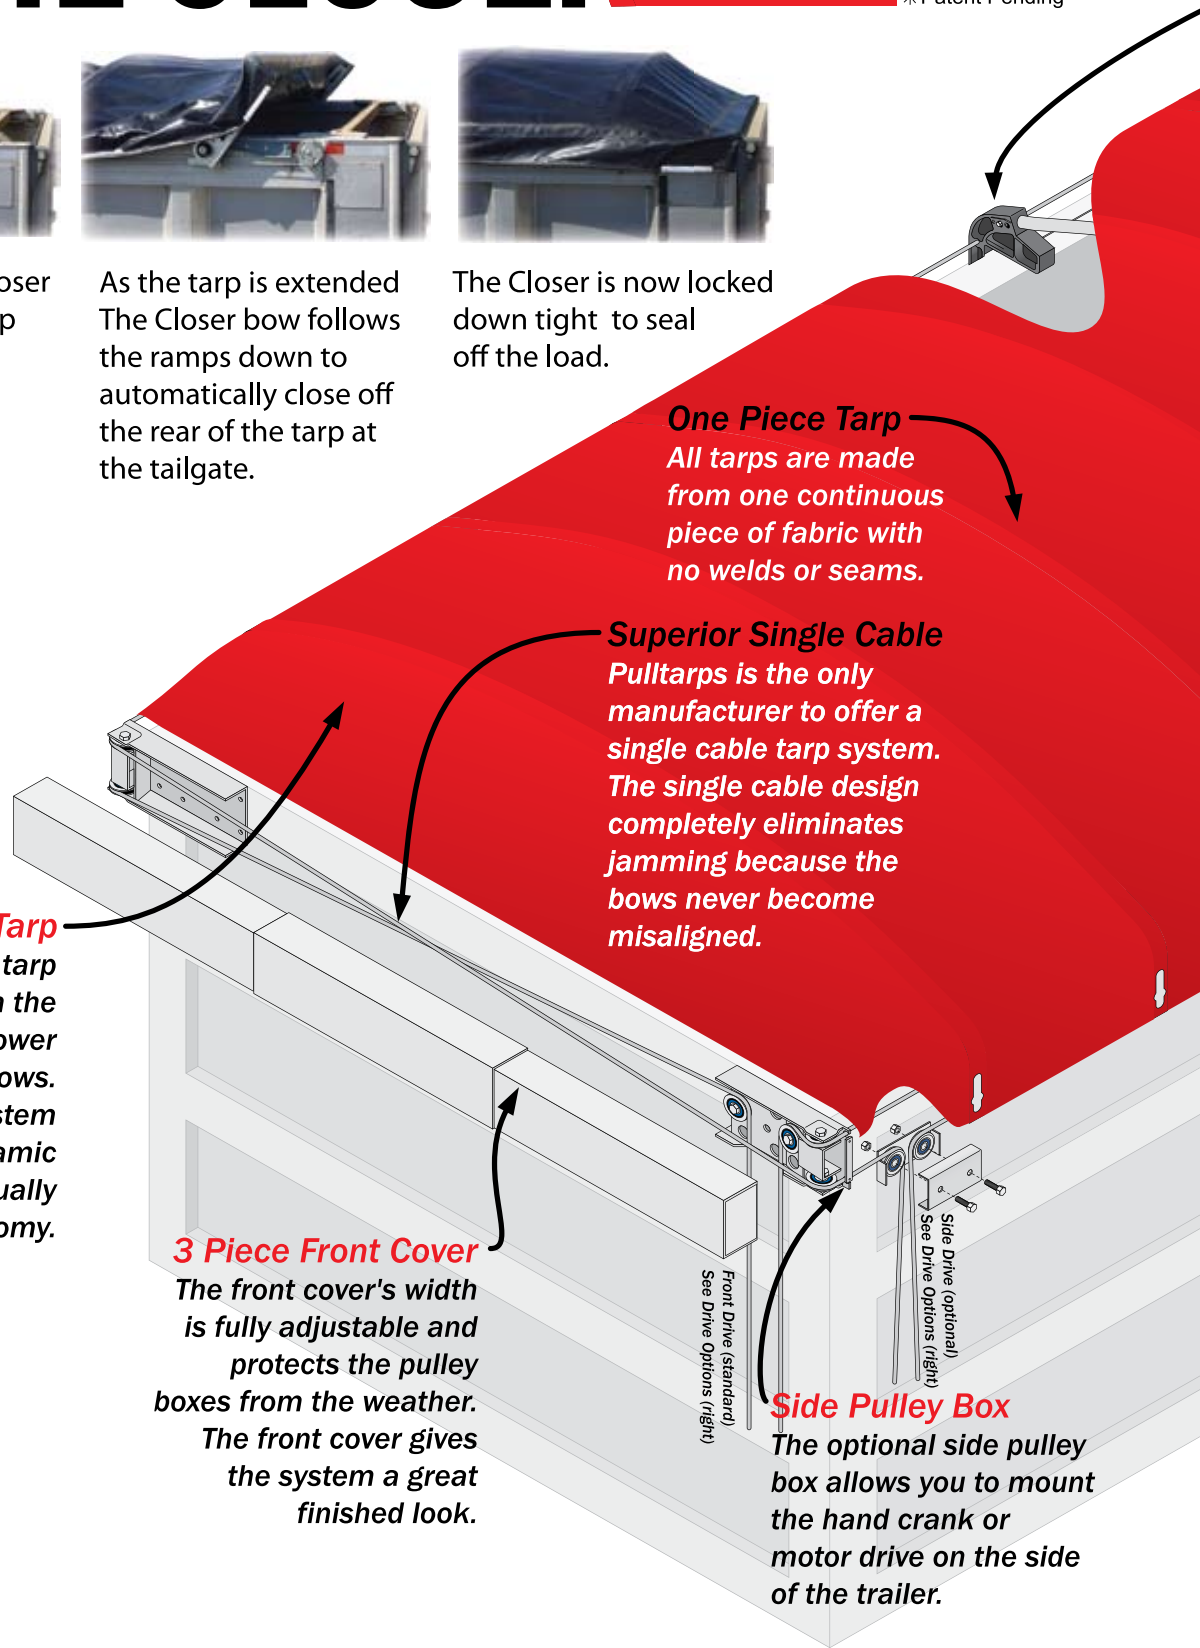 Patent Pending
As the tarp is extended
The Closer bow follows
the ramps down to
automatically close off
the rear of the tarp at
the tailgate.
The Closer is now locked
down tight to seal
off the load.
One Piece Tarp
All tarps are made
from one continuous
piece of fabric with
no welds or seams.
Superior Single Cable
Pulltarps is the only
manufacturer to offer a
single cable tarp system.
The single cable design
completely eliminates
jamming because the
bows never become
misaligned.
Tarp
tarp
the
ows.
3 Piece Front Cover
The front cover's width
is fully adjustable and
protects the pulley
boxes from the weather.
The front cover gives
the system a great
finished look.
Front Drive (standard)
See Drive Options (right)
Side Drive (optional)
See Drive Options (right)
Side Pulley Box
The optional side pulley
box allows you to mount
the hand crank or
motor drive on the side
of the trailer.